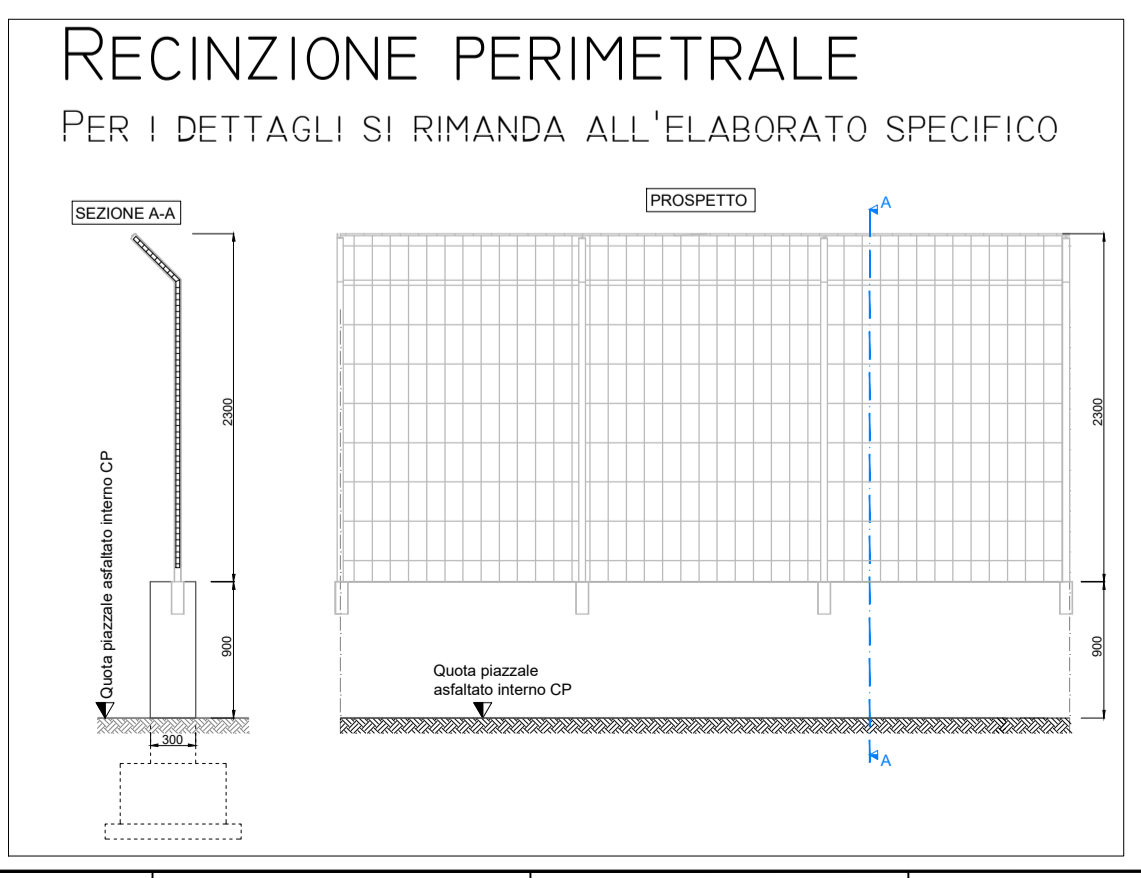 RECINZIONE PERIMETRALE
PER I DETTAGLI SI RIMANDA ALL'ELABORATO SPECIFICO
SEZIONE A-A
PROSPETTO
A
2300
2300
Quota piazzale asfaltato interno CP
900
900
Quota piazzale
asfaltato interno CP
300
A